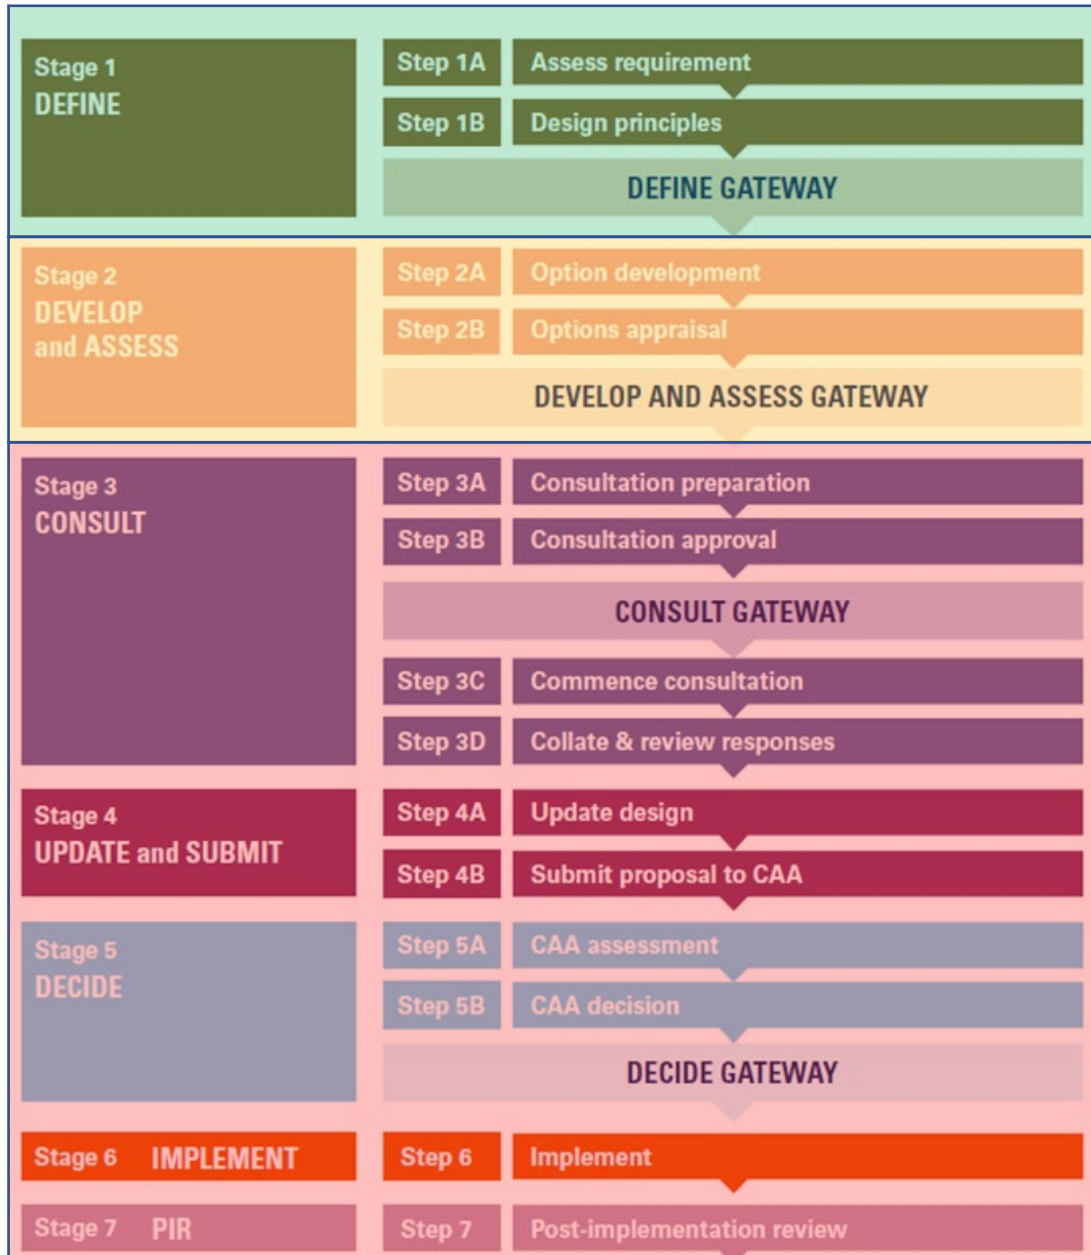 Stage 1
DEFINE
Step 1A Assess requirement
Step 1B Design principles
DEFINE GATEWAY
Stage 2
DEVELOP
and ASSESS
Step 2A Option development
Step 2B Options appraisal
DEVELOP AND ASSESS GATEWAY
Stage 3
CONSULT
Step 3A Consultation preparation
Step 3B Consultation approval
CONSULT GATEWAY
Step 3C Commence consultation
Step 3D Collate & review responses
Stage 4
UPDATE and SUBMIT
Step 4A Update design
Step 4B Submit proposal to CAA
Stage 5
DECIDE
Step 5A CAA assessment
Step 5B CAA decision
DECIDE GATEWAY
Stage 6 IMPLEMENT
Step 6 Implement
Stage 7 PIR
Step 7 Post-implementation review